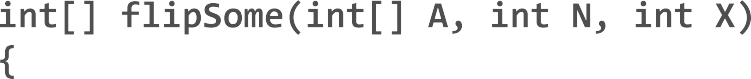 int[] flipSome(int[] A, int N, int X)
{